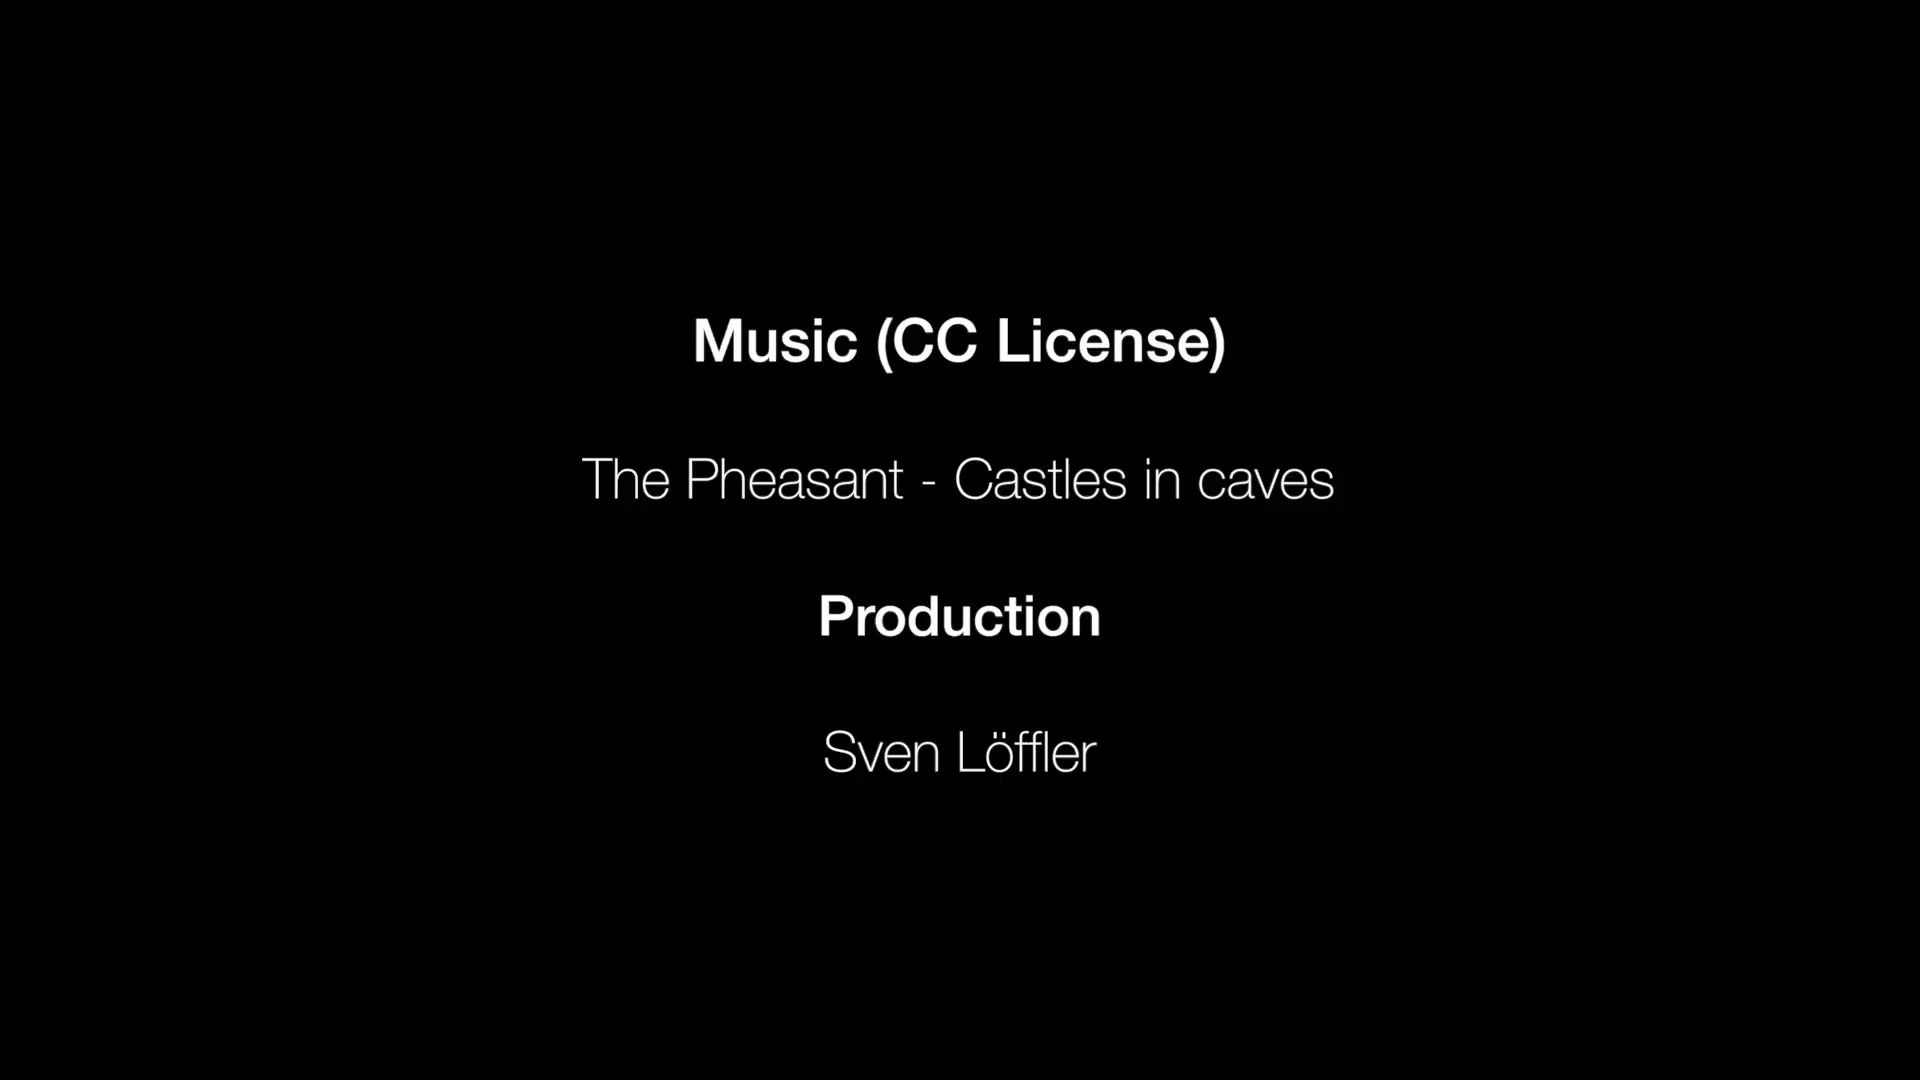 Music (CC License)
The Pheasant - Castles in caves
Production
Sven Löffler